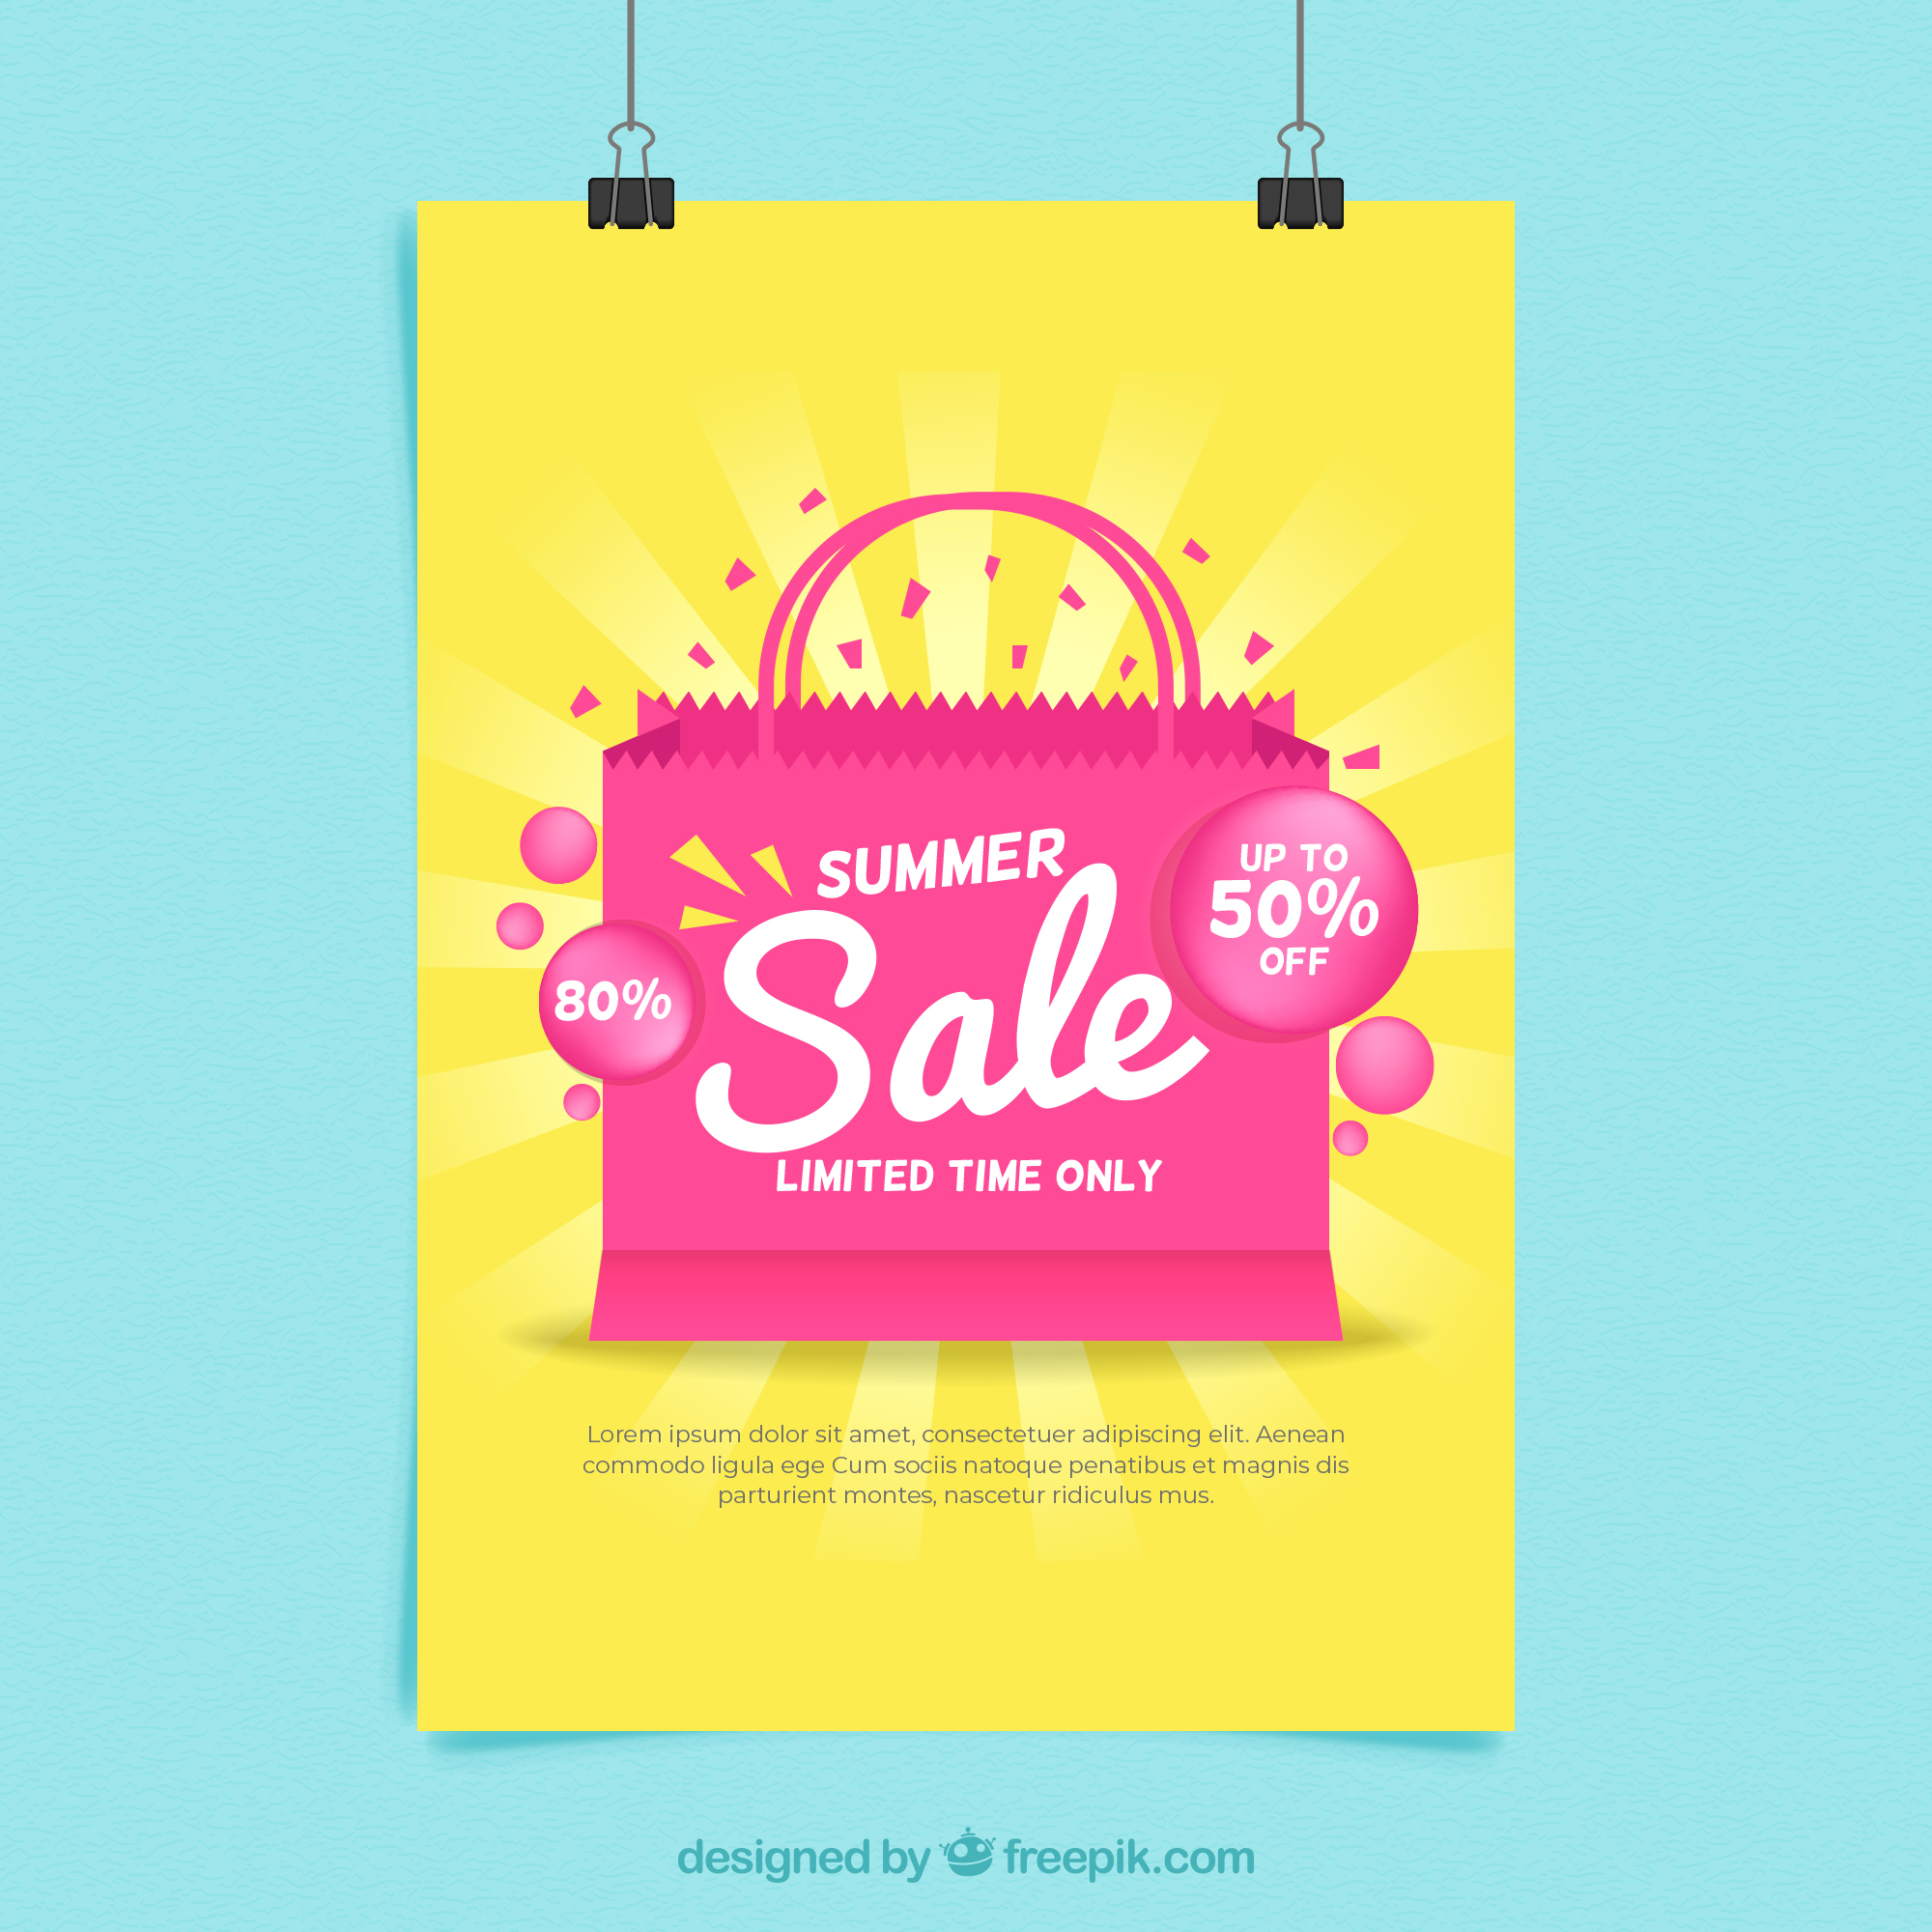 SUMMER
Sale
LIMITED TIME ONLY
UP TO
50%
OFF
80%
Lorem ipsum dolor sit amet, consectetuer adipiscing elit. Aenean
commodo ligula ege Cum sociis natoque penatibus et magnis dis
parturient montes, nascetur ridiculus mus.
designed by freepik.com